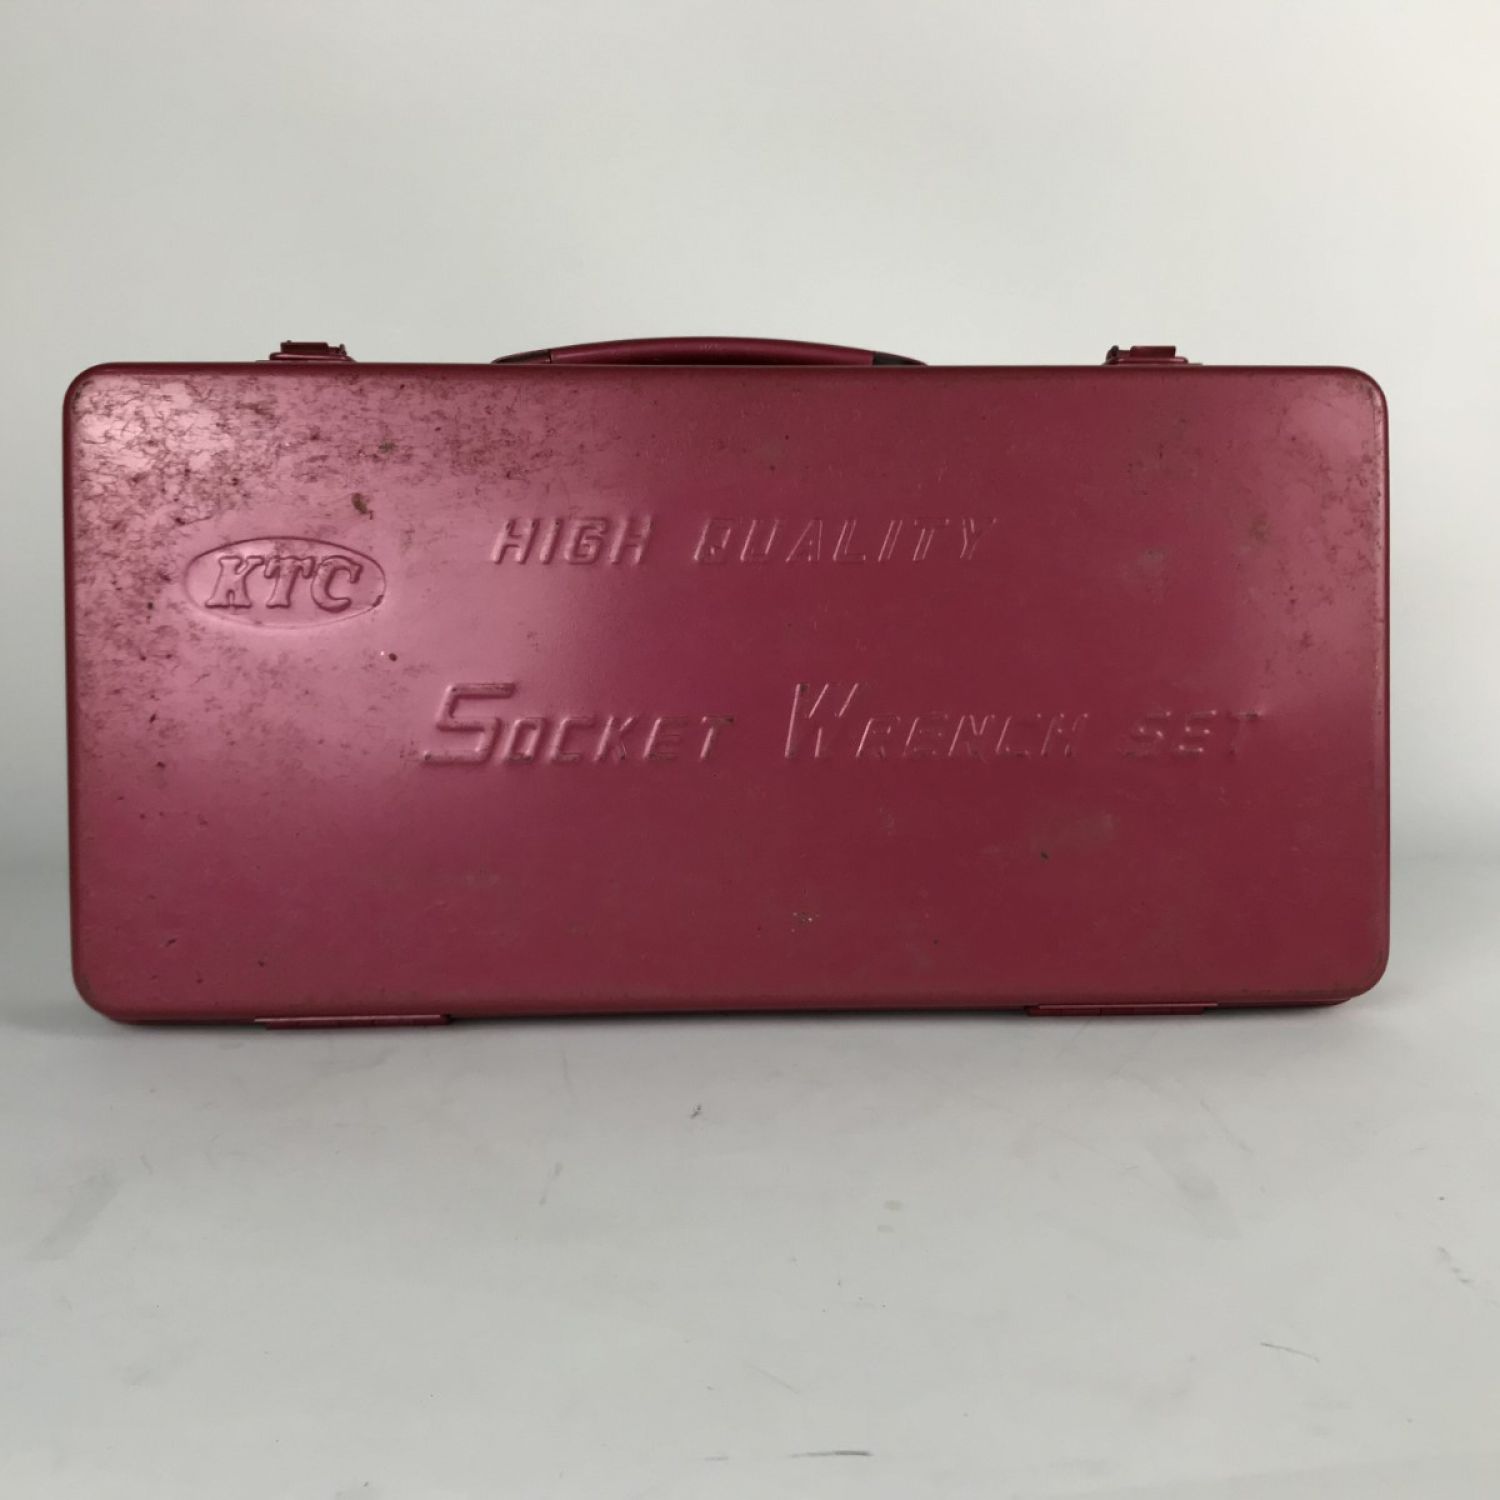 HIGH QUALITY
KTC
SOCKET WRENCH SET